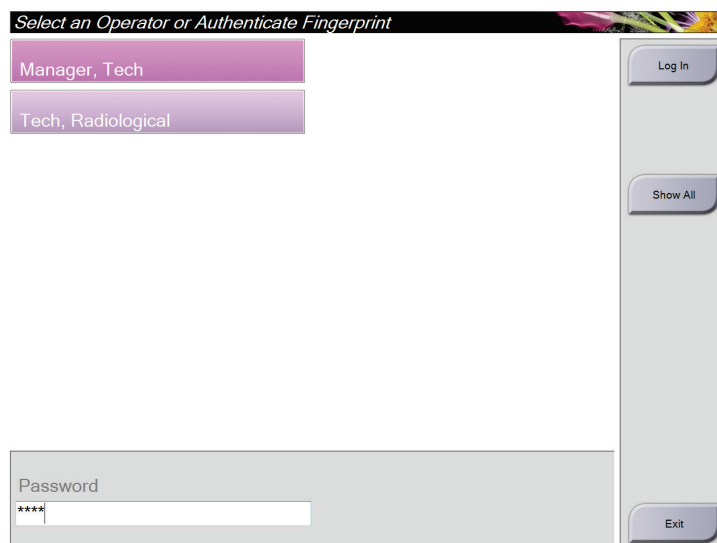 Select an Operator or Authenticate Fingerprint
Manager, Tech
Log In
Tech, Radiological
Show All
Password
****
Exit